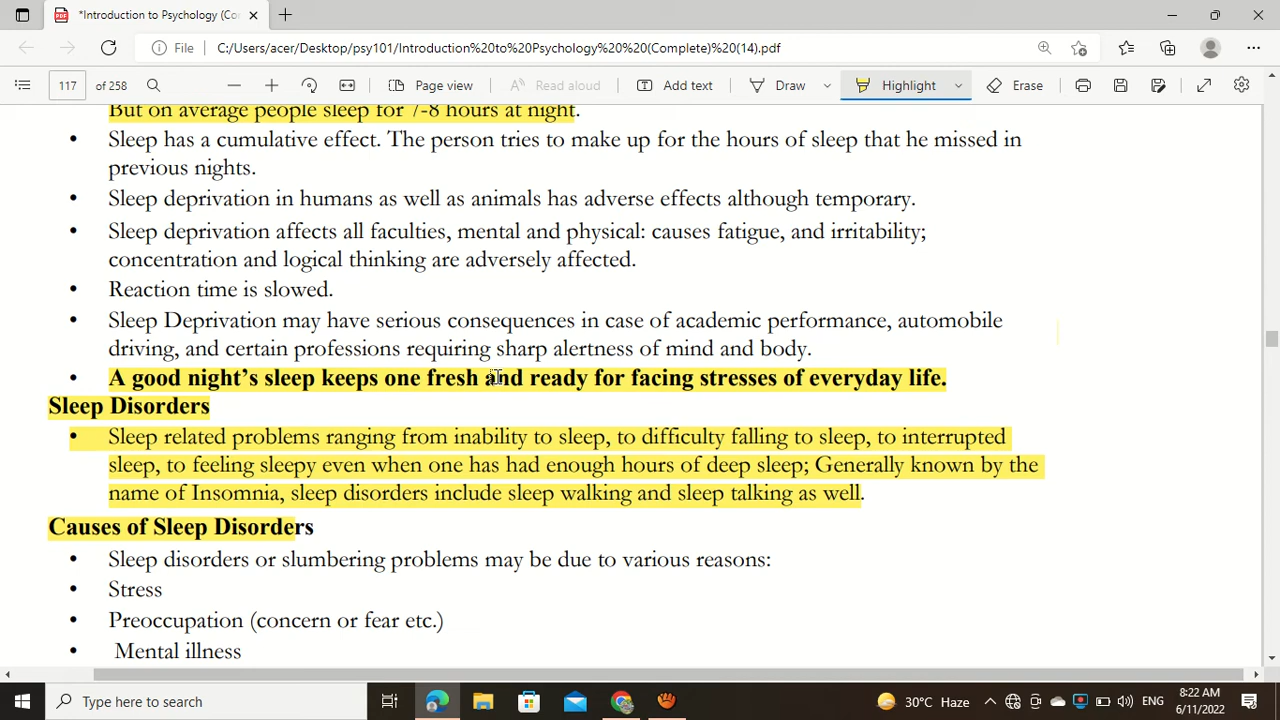 *Introduction to Psychology (Co
File
C:/Users/acer/Desktop/psy101/Introduction%20to%20Psychology%20%20(Complete)%20(14).pdf
117 of 258
Page view
Read aloud
Add text
Draw
Highlight
Erase
But on average people sleep for 7-8 hours at night.
• Sleep has a cumulative effect. The person tries to make up for the hours of sleep that he missed in
previous nights.
• Sleep deprivation in humans as well as animals has adverse effects although temporary.
• Sleep deprivation affects all faculties, mental and physical: causes fatigue, and irritability;
concentration and logical thinking are adversely affected.
• Reaction time is slowed.
• Sleep Deprivation may have serious consequences in case of academic performance, automobile
driving, and certain professions requiring sharp alertness of mind and body.
• A good night’s sleep keeps one fresh and ready for facing stresses of everyday life.
Sleep Disorders
• Sleep related problems ranging from inability to sleep, to difficulty falling to sleep, to interrupted
sleep, to feeling sleepy even when one has had enough hours of deep sleep; Generally known by the
name of Insomnia, sleep disorders include sleep walking and sleep talking as well.
Causes of Sleep Disorders
• Sleep disorders or slumbering problems may be due to various reasons:
• Stress
• Preoccupation (concern or fear etc.)
• Mental illness
Type here to search
30°C Haze
ENG
8:22 AM
6/11/2022